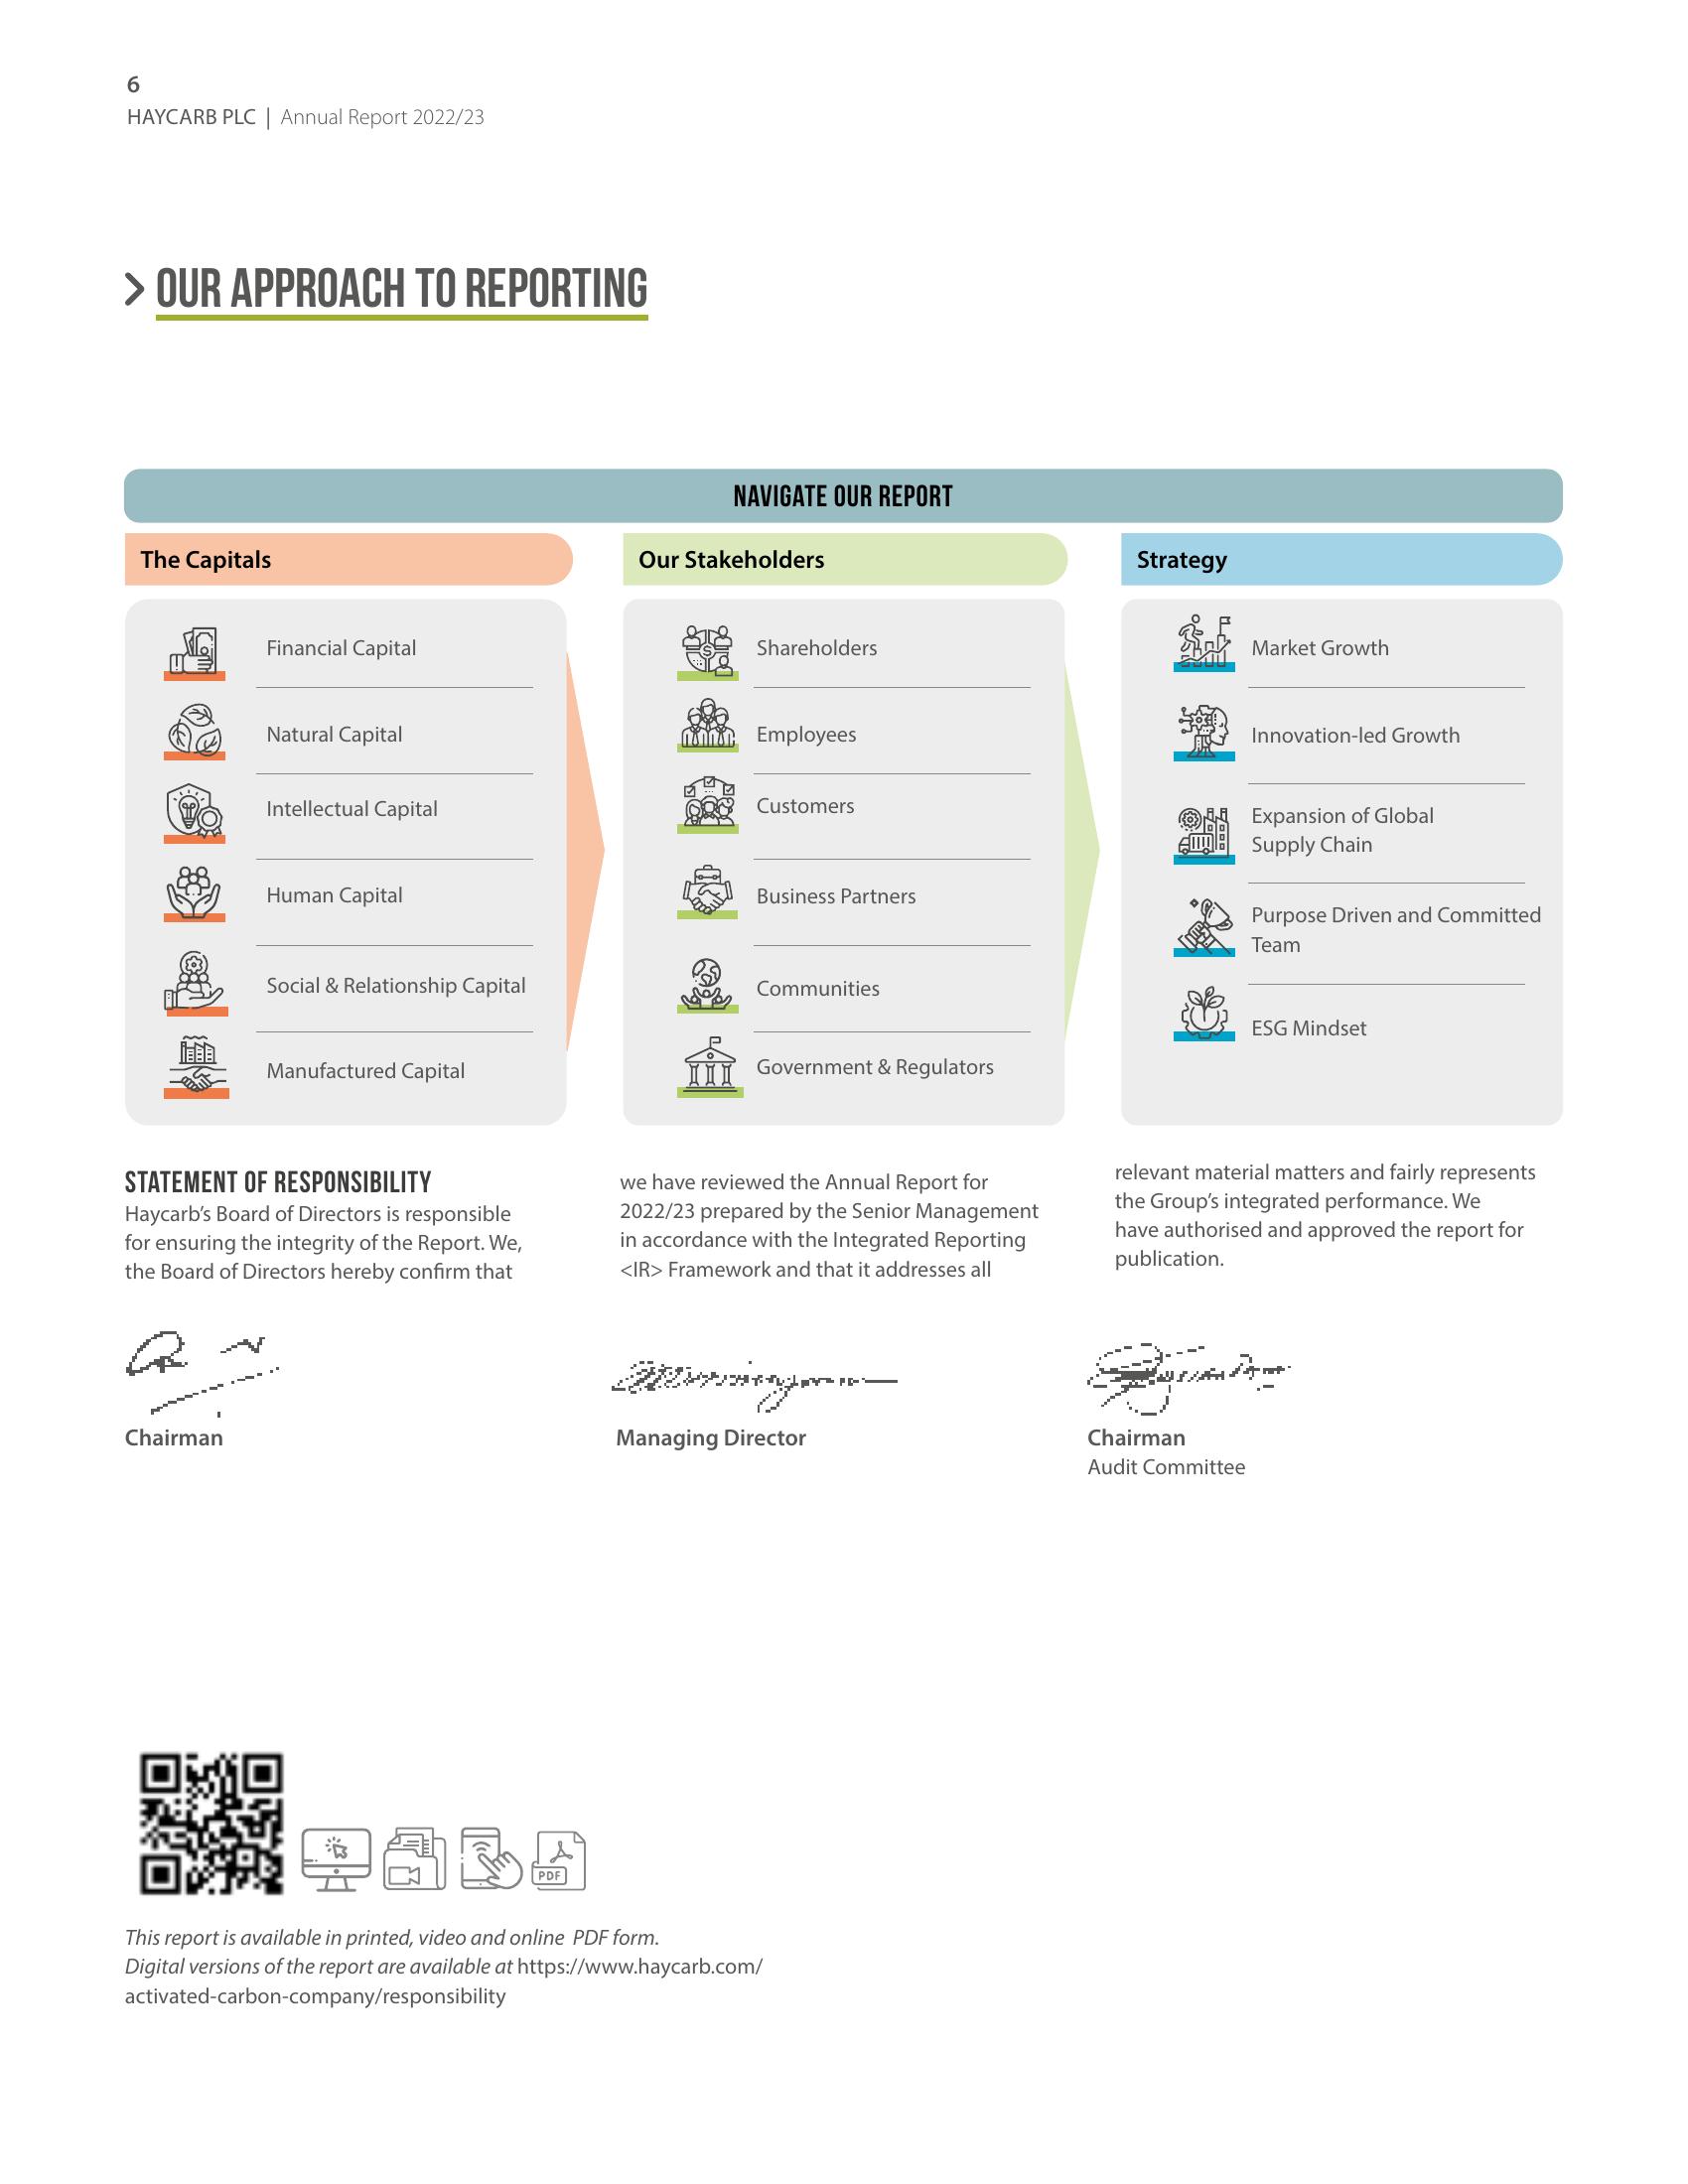 6
HAYCARB PLC | Annual Report 2022/23
OUR APPROACH TO REPORTING
NAVIGATE OUR REPORT
The Capitals
Financial Capital
Natural Capital
Intellectual Capital
Human Capital
Social & Relationship Capital
Manufactured Capital
Our Stakeholders
Shareholders
Employees
Customers
Business Partners
Communities
Government & Regulators
Strategy
Market Growth
Innovation-led Growth
Expansion of Global
Supply Chain
Purpose Driven and Committed
Team
ESG Mindset
STATEMENT OF RESPONSIBILITY
Haycarb's Board of Directors is responsible
for ensuring the integrity of the Report. We,
the Board of Directors hereby confirm that
we have reviewed the Annual Report for
2022/23 prepared by the Senior Management
in accordance with the Integrated Reporting
<IR> Framework and that it addresses all
relevant material matters and fairly represents
the Group's integrated performance. We
have authorised and approved the report for
publication.
Chairman
Managing Director
Chairman
Audit Committee
PDF
This report is available in printed, video and online PDF form.
Digital versions of the report are available at https://www.haycarb.com/
activated-carbon-company/responsibility